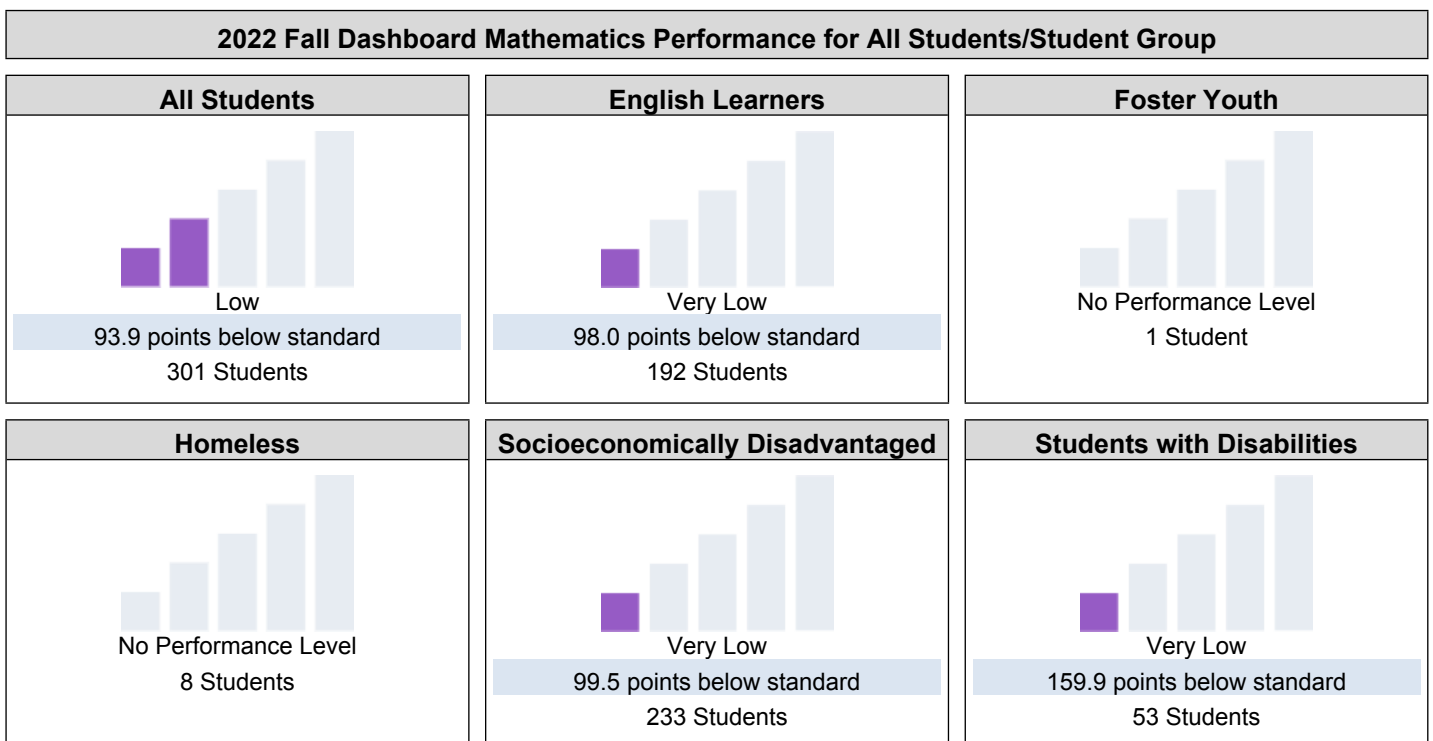 2022 Fall Dashboard Mathematics Performance for All Students/Student Group
All Students
Low
93.9 points below standard
301 Students
English Learners
Very Low
98.0 points below standard
192 Students
Foster Youth
No Performance Level
1 Student
Homeless
No Performance Level
8 Students
Socioeconomically Disadvantaged
Very Low
99.5 points below standard
233 Students
Students with Disabilities
Very Low
159.9 points below standard
53 Students